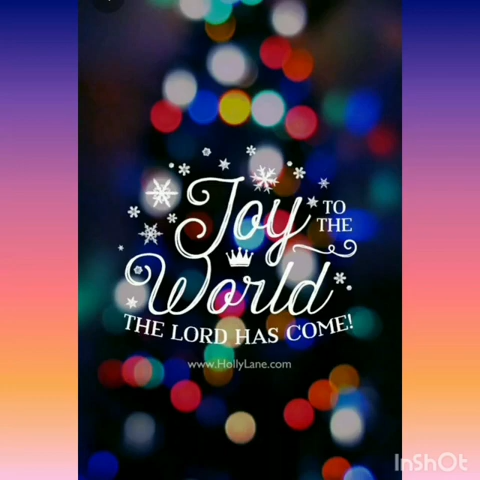 Joy TO
THE
World
THE LORD HAS COME!
www.HollyLane.com
InShOt